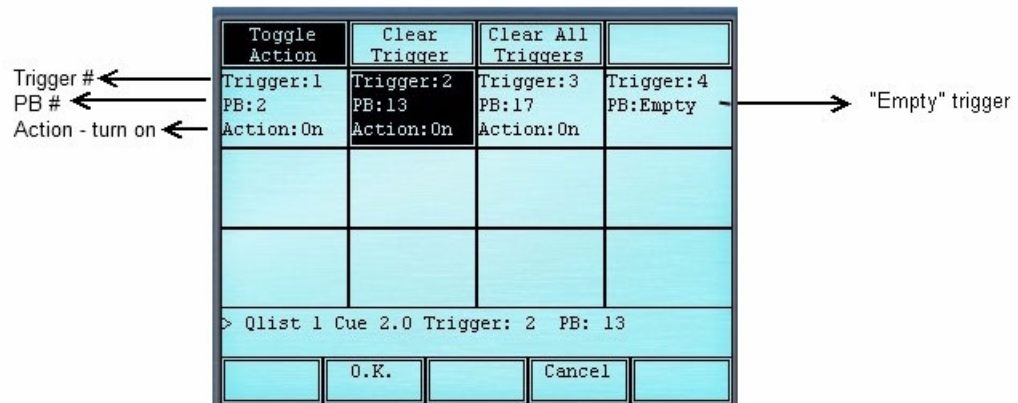 Toggle Action
Clear Trigger
Clear All Triggers
Trigger #
PB #
Action - turn on
Trigger:1
PB:2
Action:On
Trigger:2
PB:13
Action:On
Trigger:3
PB:17
Action:On
Trigger:4
PB:Empty
"Empty" trigger
> Qlist 1 Cue 2.0 Trigger: 2 PB: 13
O.K.
Cancel